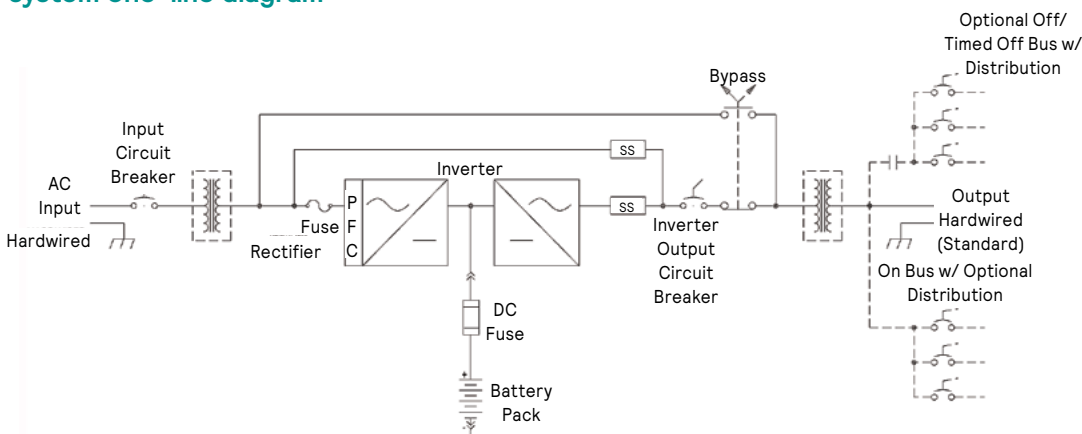 system one-line diagram
Optional Off/
Timed Off Bus w/
Distribution
Bypass
Input
Circuit
Breaker
SS
Inverter
AC
Input
Hardwired
Fuse
P
F
C
Rectifier
SS
Inverter
Output
Circuit
Breaker
Output
Hardwired
(Standard)
On Bus w/ Optional
Distribution
DC
Fuse
Battery
Pack